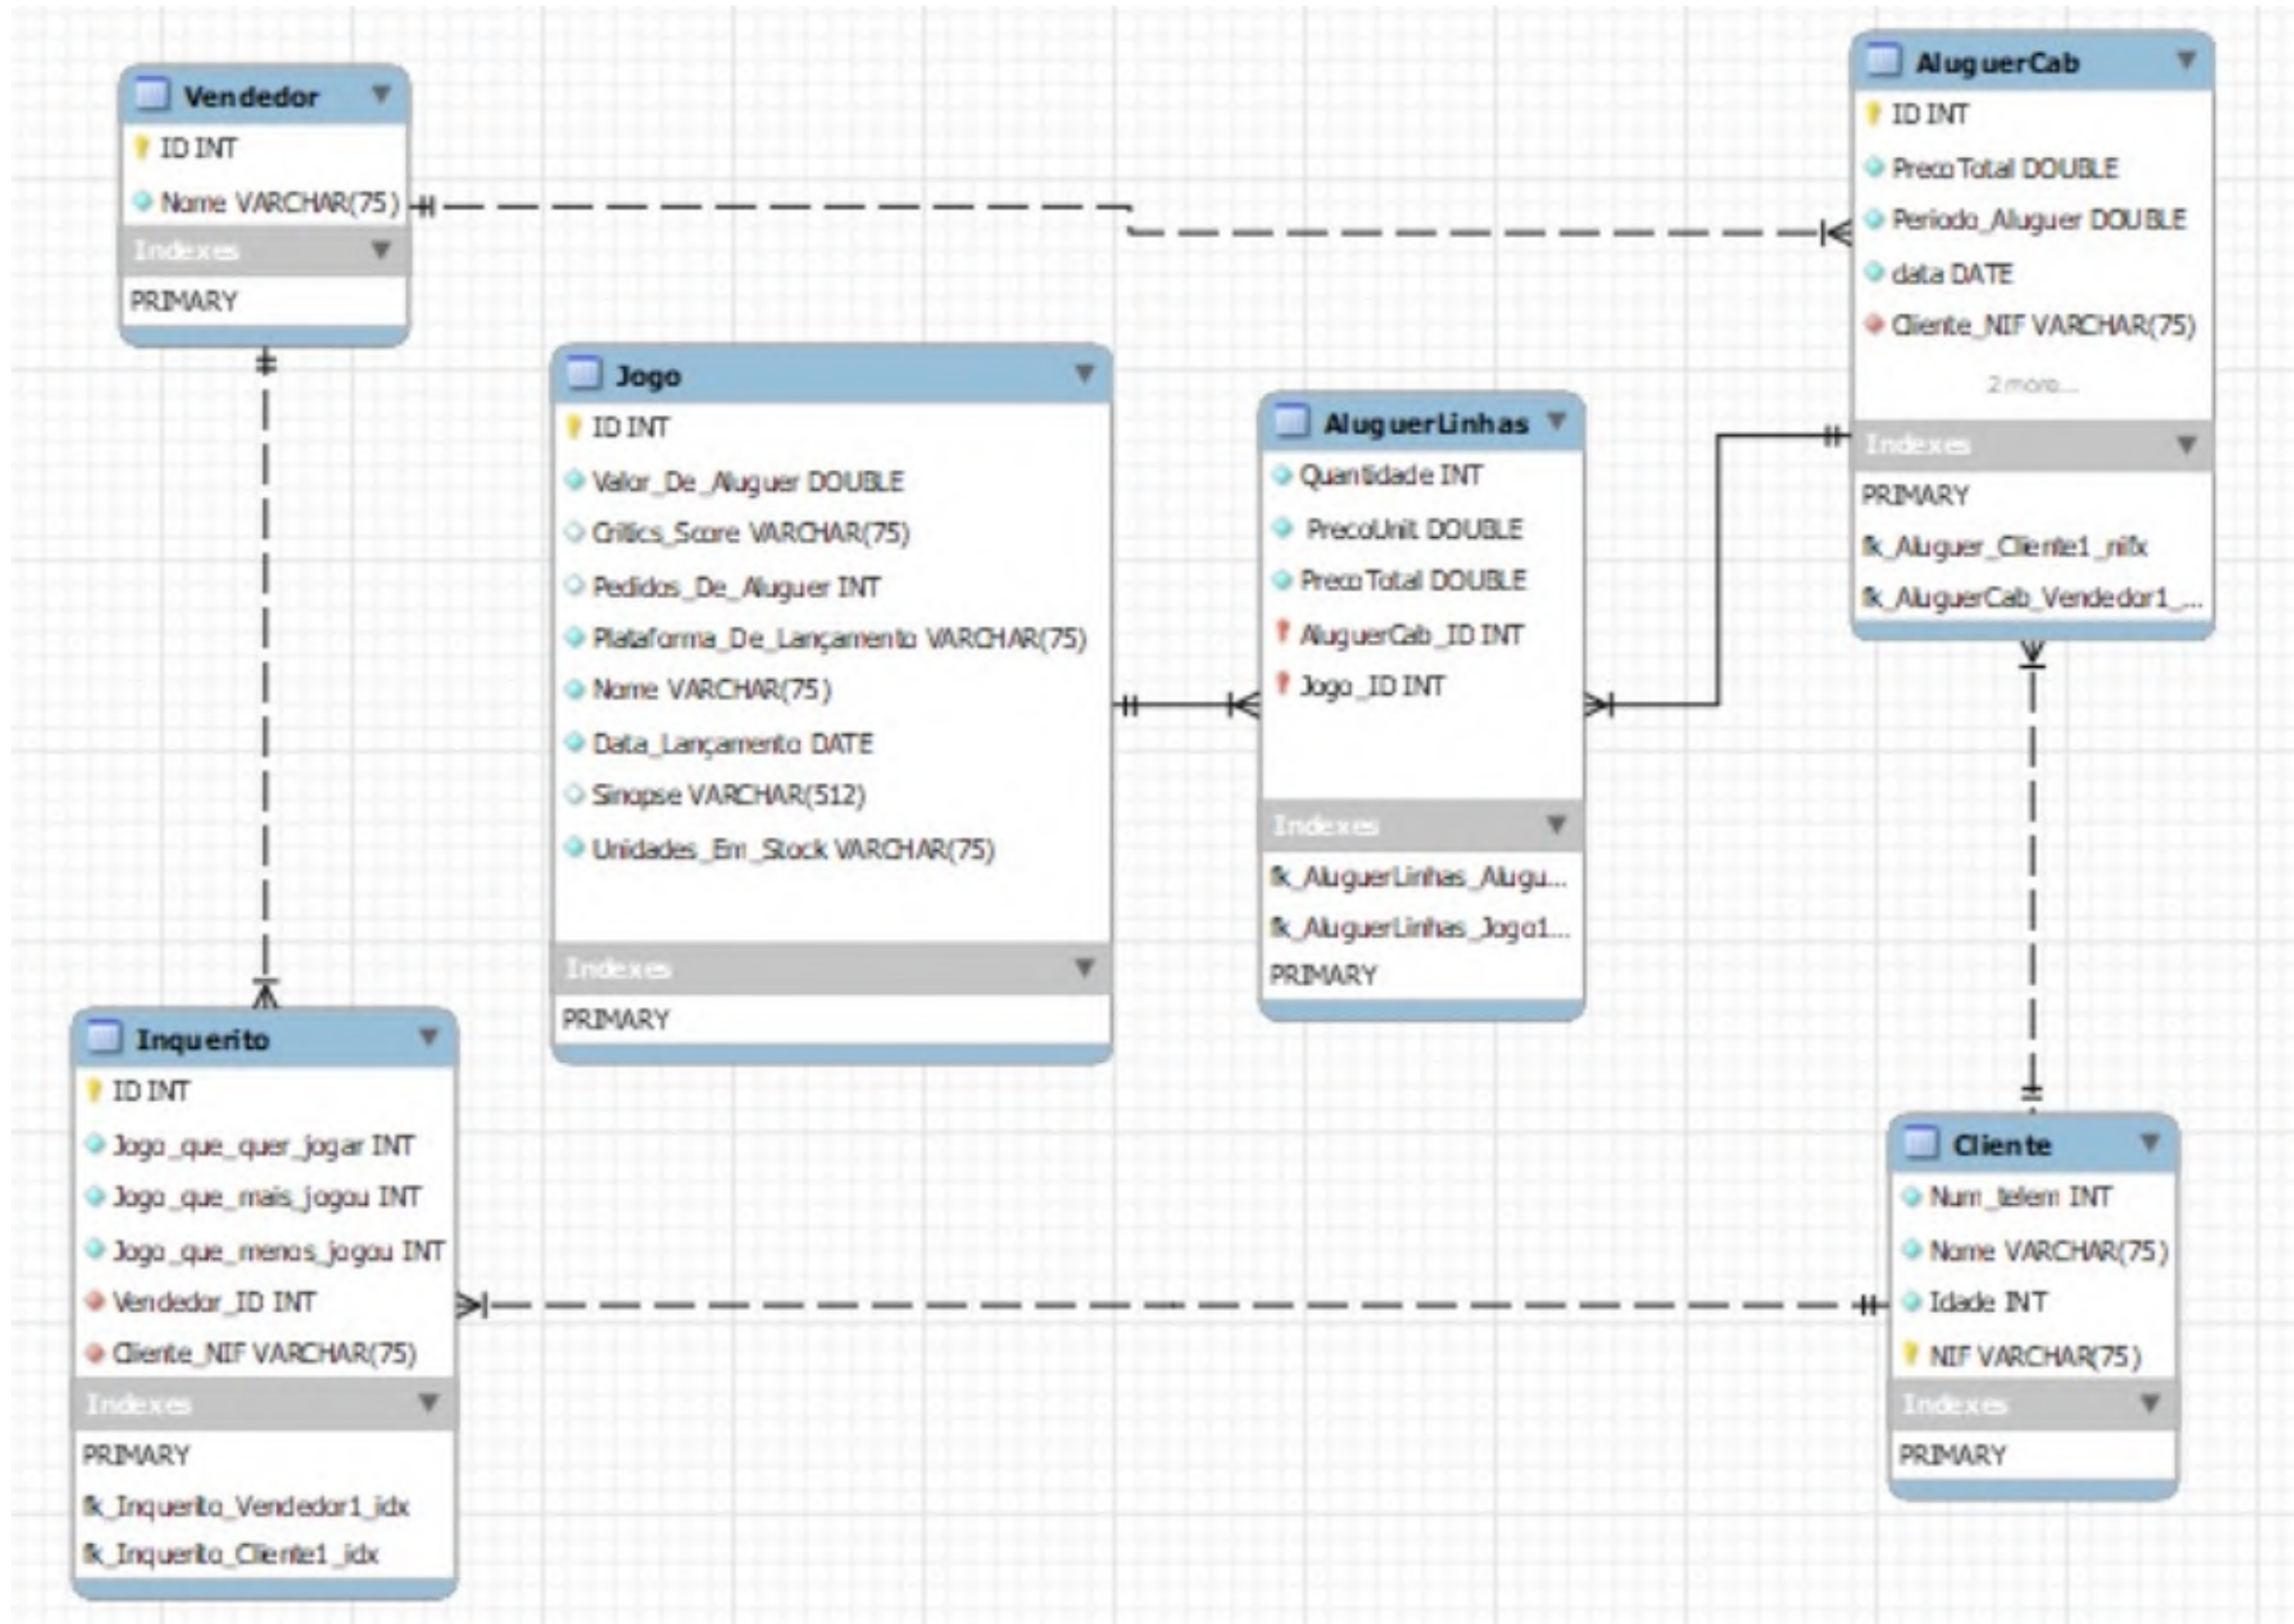 Vendedor
ID INT
Nome VARCHAR(75)
Indexes
PRIMARY
AluguerCab
ID INT
PrecoTotal DOUBLE
Periodo_Aluguer DOUBLE
data DATE
Cliente_NIF VARCHAR(75)
2 more...
Indexes
PRIMARY
fk_Aluguer_Cliente1_nifx
fk_AluguerCab_Vendedor1_...
Jogo
ID INT
Valor_De_Aluguer DOUBLE
Critics_Score VARCHAR(75)
Pedidos_De_Aluguer INT
Plataforma_De_Lançamento VARCHAR(75)
Nome VARCHAR(75)
Data_Lançamento DATE
Sinopse VARCHAR(512)
Unidades_Em_Stock VARCHAR(75)
Indexes
PRIMARY
AluguerLinhas
Quantidade INT
PrecoUnit DOUBLE
PrecoTotal DOUBLE
AluguerCab_ID INT
Jogo_ID INT
Indexes
fk_AluguerLinhas_Alugu...
fk_AluguerLinhas_Jogo1...
PRIMARY
Inquerito
ID INT
Jogo_que_quer_jogar INT
Jogo_que_mais_jogou INT
Jogo_que_menos_jogou INT
Vendedor_ID INT
Cliente_NIF VARCHAR(75)
Indexes
PRIMARY
fk_Inquerito_Vendedor1_idx
fk_Inquerito_Cliente1_idx
Cliente
Num_telem INT
Nome VARCHAR(75)
Idade INT
NIF VARCHAR(75)
Indexes
PRIMARY